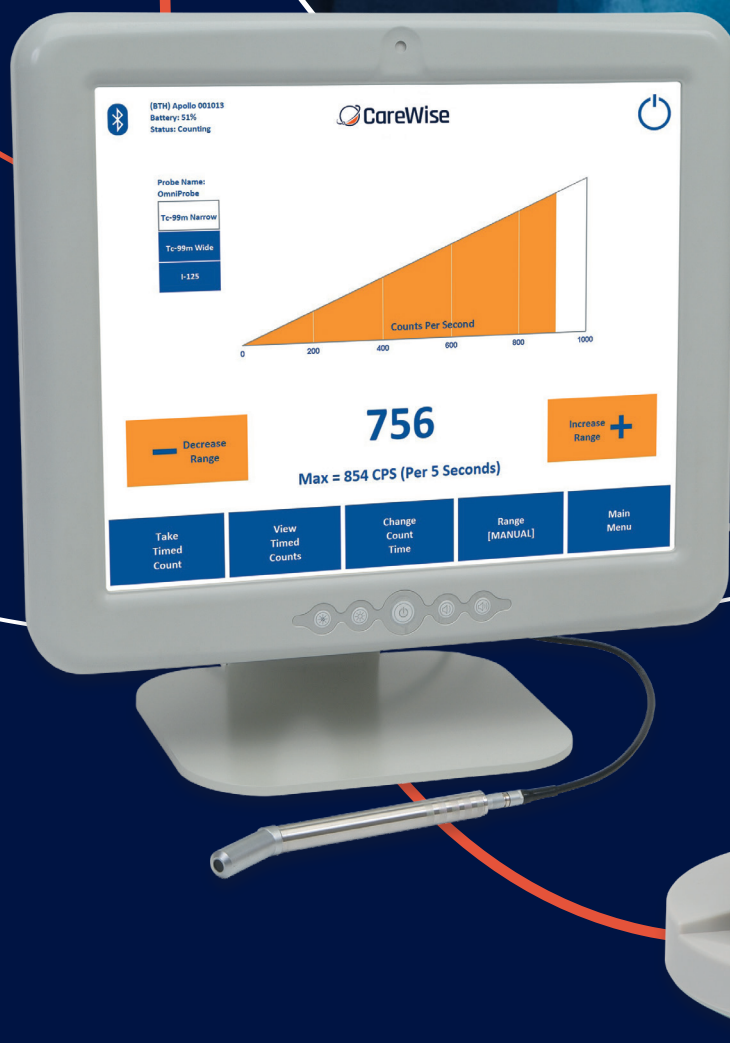 (BTH) Apollo 001013
Battery: 51%
Status: Counting
CareWise
Probe Name:
OmniProbe
Tc-99m Narrow
Tc-99m Wide
I-125
Counts Per Second
0 200 400 600 800 1000
Decrease
Range
756
Increase
Range
Max = 854 CPS (Per 5 Seconds)
Take
Timed
Count
View
Timed
Counts
Change
Count
Time
Range
[MANUAL]
Main
Menu